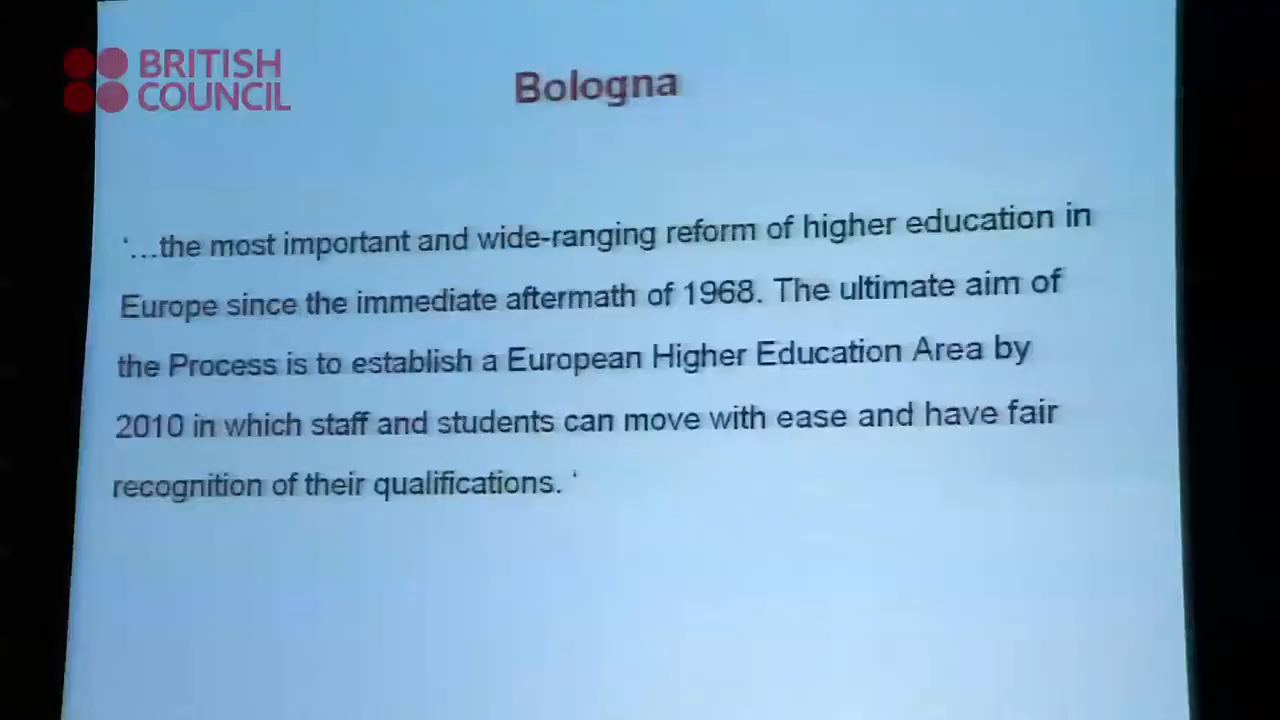 BRITISH
COUNCIL
Bologna
‘…the most important and wide-ranging reform of higher education in
Europe since the immediate aftermath of 1968. The ultimate aim of
the Process is to establish a European Higher Education Area by
2010 in which staff and students can move with ease and have fair
recognition of their qualifications. ‘